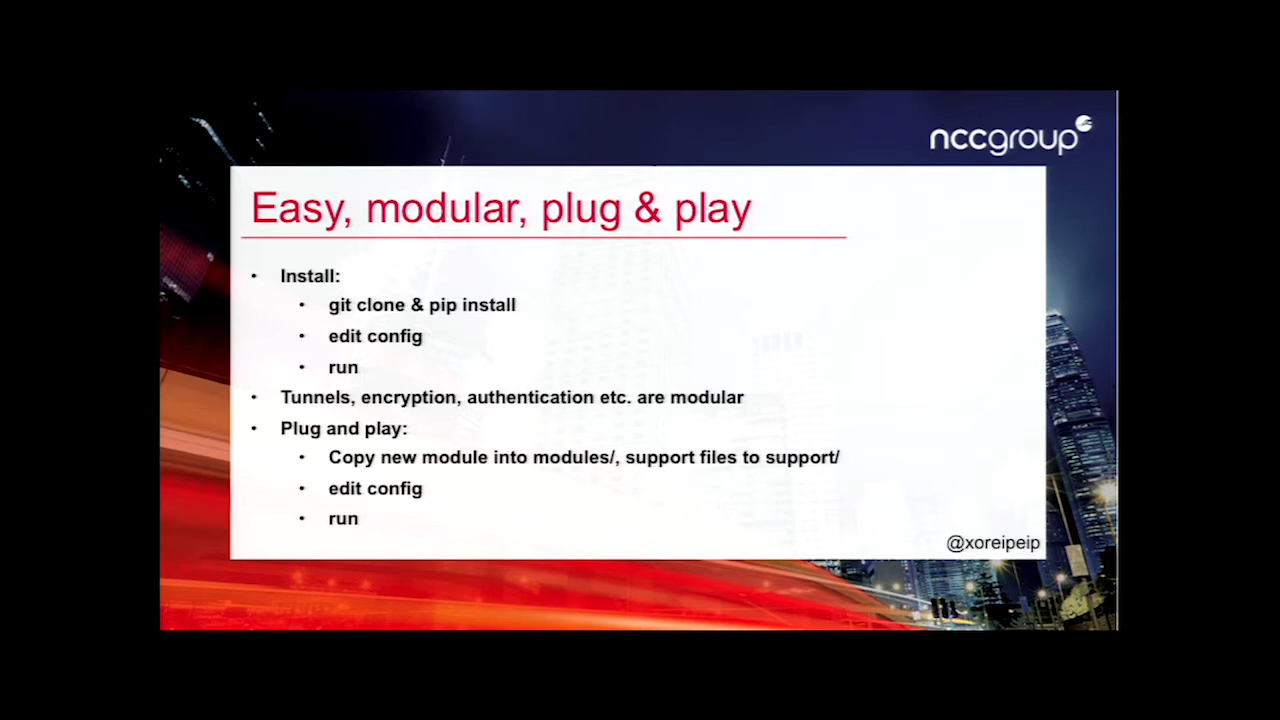 nccgroup
Easy, modular, plug & play
• Install:
• git clone & pip install
• edit config
• run
• Tunnels, encryption, authentication etc. are modular
• Plug and play:
• Copy new module into modules/, support files to support/
• edit config
• run
@xoreipeip